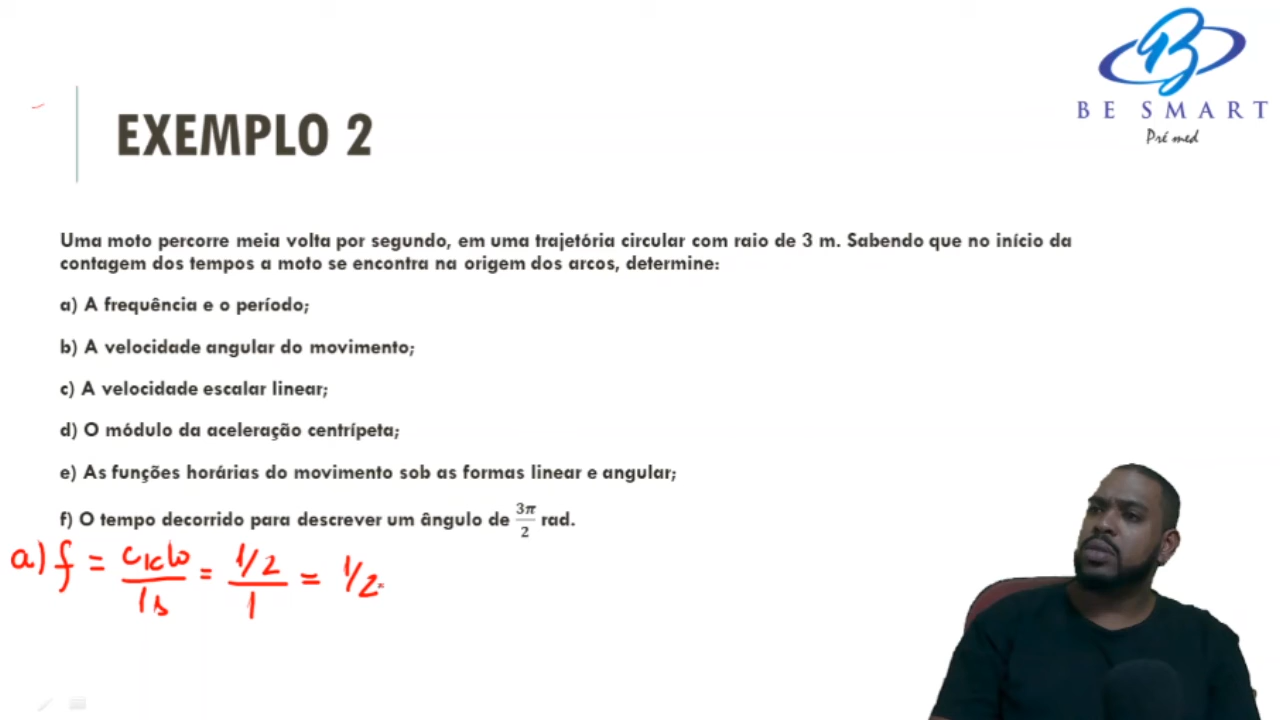 BE SMART
Pré med
EXEMPLO 2
Uma moto percorre meia volta por segundo, em uma trajetória circular com raio de 3 m. Sabendo que no início da
contagem dos tempos a moto se encontra na origem dos arcos, determine:
a) A frequência e o período;
b) A velocidade angular do movimento;
c) A velocidade escalar linear;
d) O módulo da aceleração centrípeta;
e) As funções horárias do movimento sob as formas linear e angular;
f) O tempo decorrido para descrever um ângulo de 3π/2 rad.
a) f = ciclo/1s = 1/2/1 = 1/2